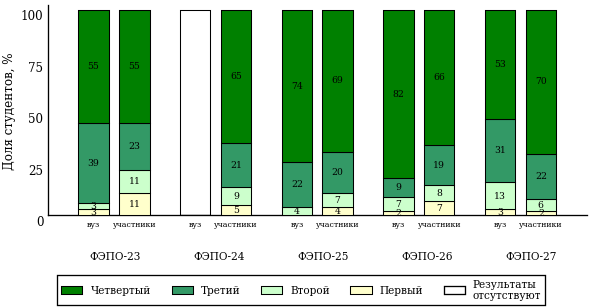 Доля студентов, %
100
75
50
25
0
55 55 65 74 69 82 66 53 70
39 23 21 22 20 9 19 31 22
3 11 9 4 7 7 8 13 6
3 11 5 4 2 7 3 2
вуз участники вуз участники вуз участники вуз участники вуз участники
ФЭПО-23 ФЭПО-24 ФЭПО-25 ФЭПО-26 ФЭПО-27
Четвертый Третий Второй Первый Результаты отсутствуют